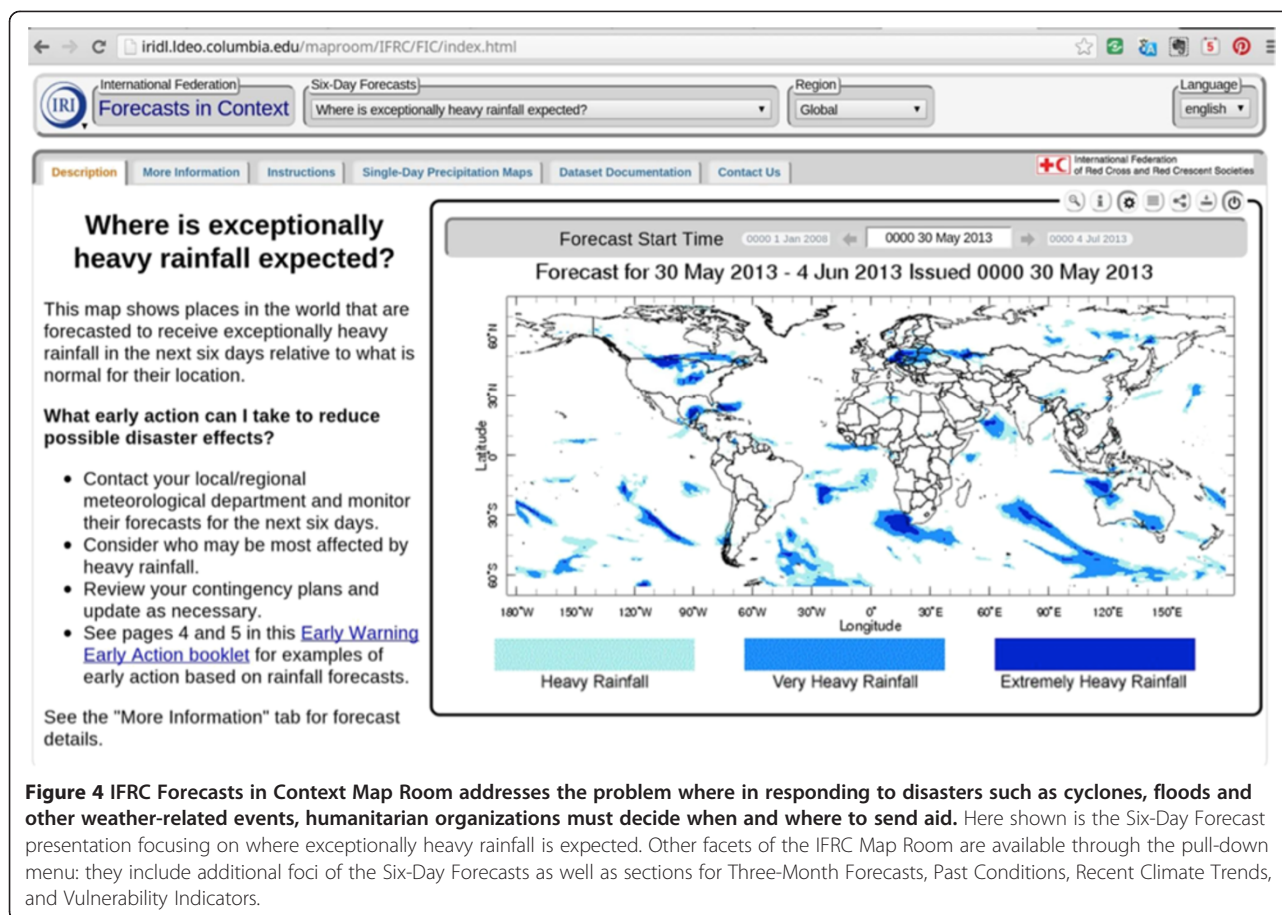 iridl.ldeo.columbia.edu/maproom/IFRC/FIC/index.html
5
IRI
International Federation
Forecasts in Context
Six-Day Forecasts
Where is exceptionally heavy rainfall expected?
Region
Global
Language
english
Description
More Information
Instructions
Single-Day Precipitation Maps
Dataset Documentation
Contact Us
International Federation
of Red Cross and Red Crescent Societies
Where is exceptionally
heavy rainfall expected?
This map shows places in the world that are
forecasted to receive exceptionally heavy
rainfall in the next six days relative to what is
normal for their location.
What early action can I take to reduce
possible disaster effects?
• Contact your local/regional
meteorological department and monitor
their forecasts for the next six days.
• Consider who may be most affected by
heavy rainfall.
• Review your contingency plans and
update as necessary.
• See pages 4 and 5 in this Early Warning
Early Action booklet for examples of
early action based on rainfall forecasts.
See the "More Information" tab for forecast
details.
Forecast Start Time
0000 1 Jan 2008
0000 30 May 2013
0000 4 Jul 2013
Forecast for 30 May 2013 - 4 Jun 2013 Issued 0000 30 May 2013
Latitude
60°N
30°N
0°
30°S
60°S
180°W 150°W 120°W 90°W 60°W 30°W 0° 30°E 60°E 90°E 120°E 150°E
Longitude
Heavy Rainfall
Very Heavy Rainfall
Extremely Heavy Rainfall
Figure 4 IFRC Forecasts in Context Map Room addresses the problem where in responding to disasters such as cyclones, floods and
other weather-related events, humanitarian organizations must decide when and where to send aid. Here shown is the Six-Day Forecast
presentation focusing on where exceptionally heavy rainfall is expected. Other facets of the IFRC Map Room are available through the pull-down
menu: they include additional foci of the Six-Day Forecasts as well as sections for Three-Month Forecasts, Past Conditions, Recent Climate Trends,
and Vulnerability Indicators.